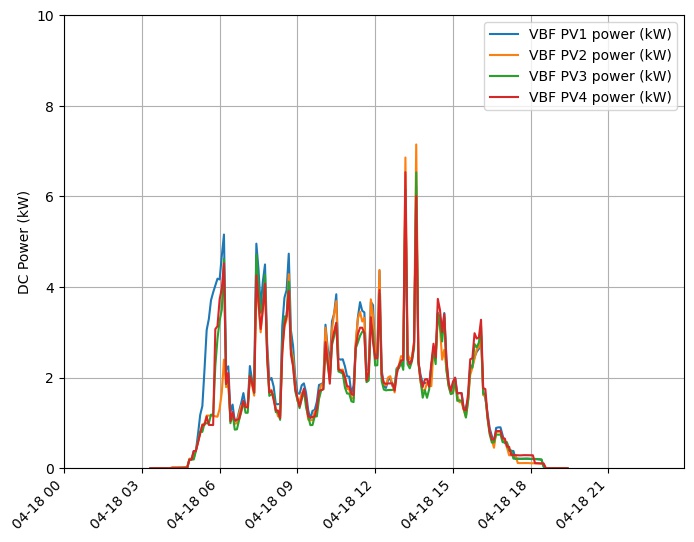 10
8
6
4
2
0
DC Power (kW)
VBF PV1 power (kW)
VBF PV2 power (kW)
VBF PV3 power (kW)
VBF PV4 power (kW)
04-18 00
04-18 03
04-18 06
04-18 09
04-18 12
04-18 15
04-18 18
04-18 21